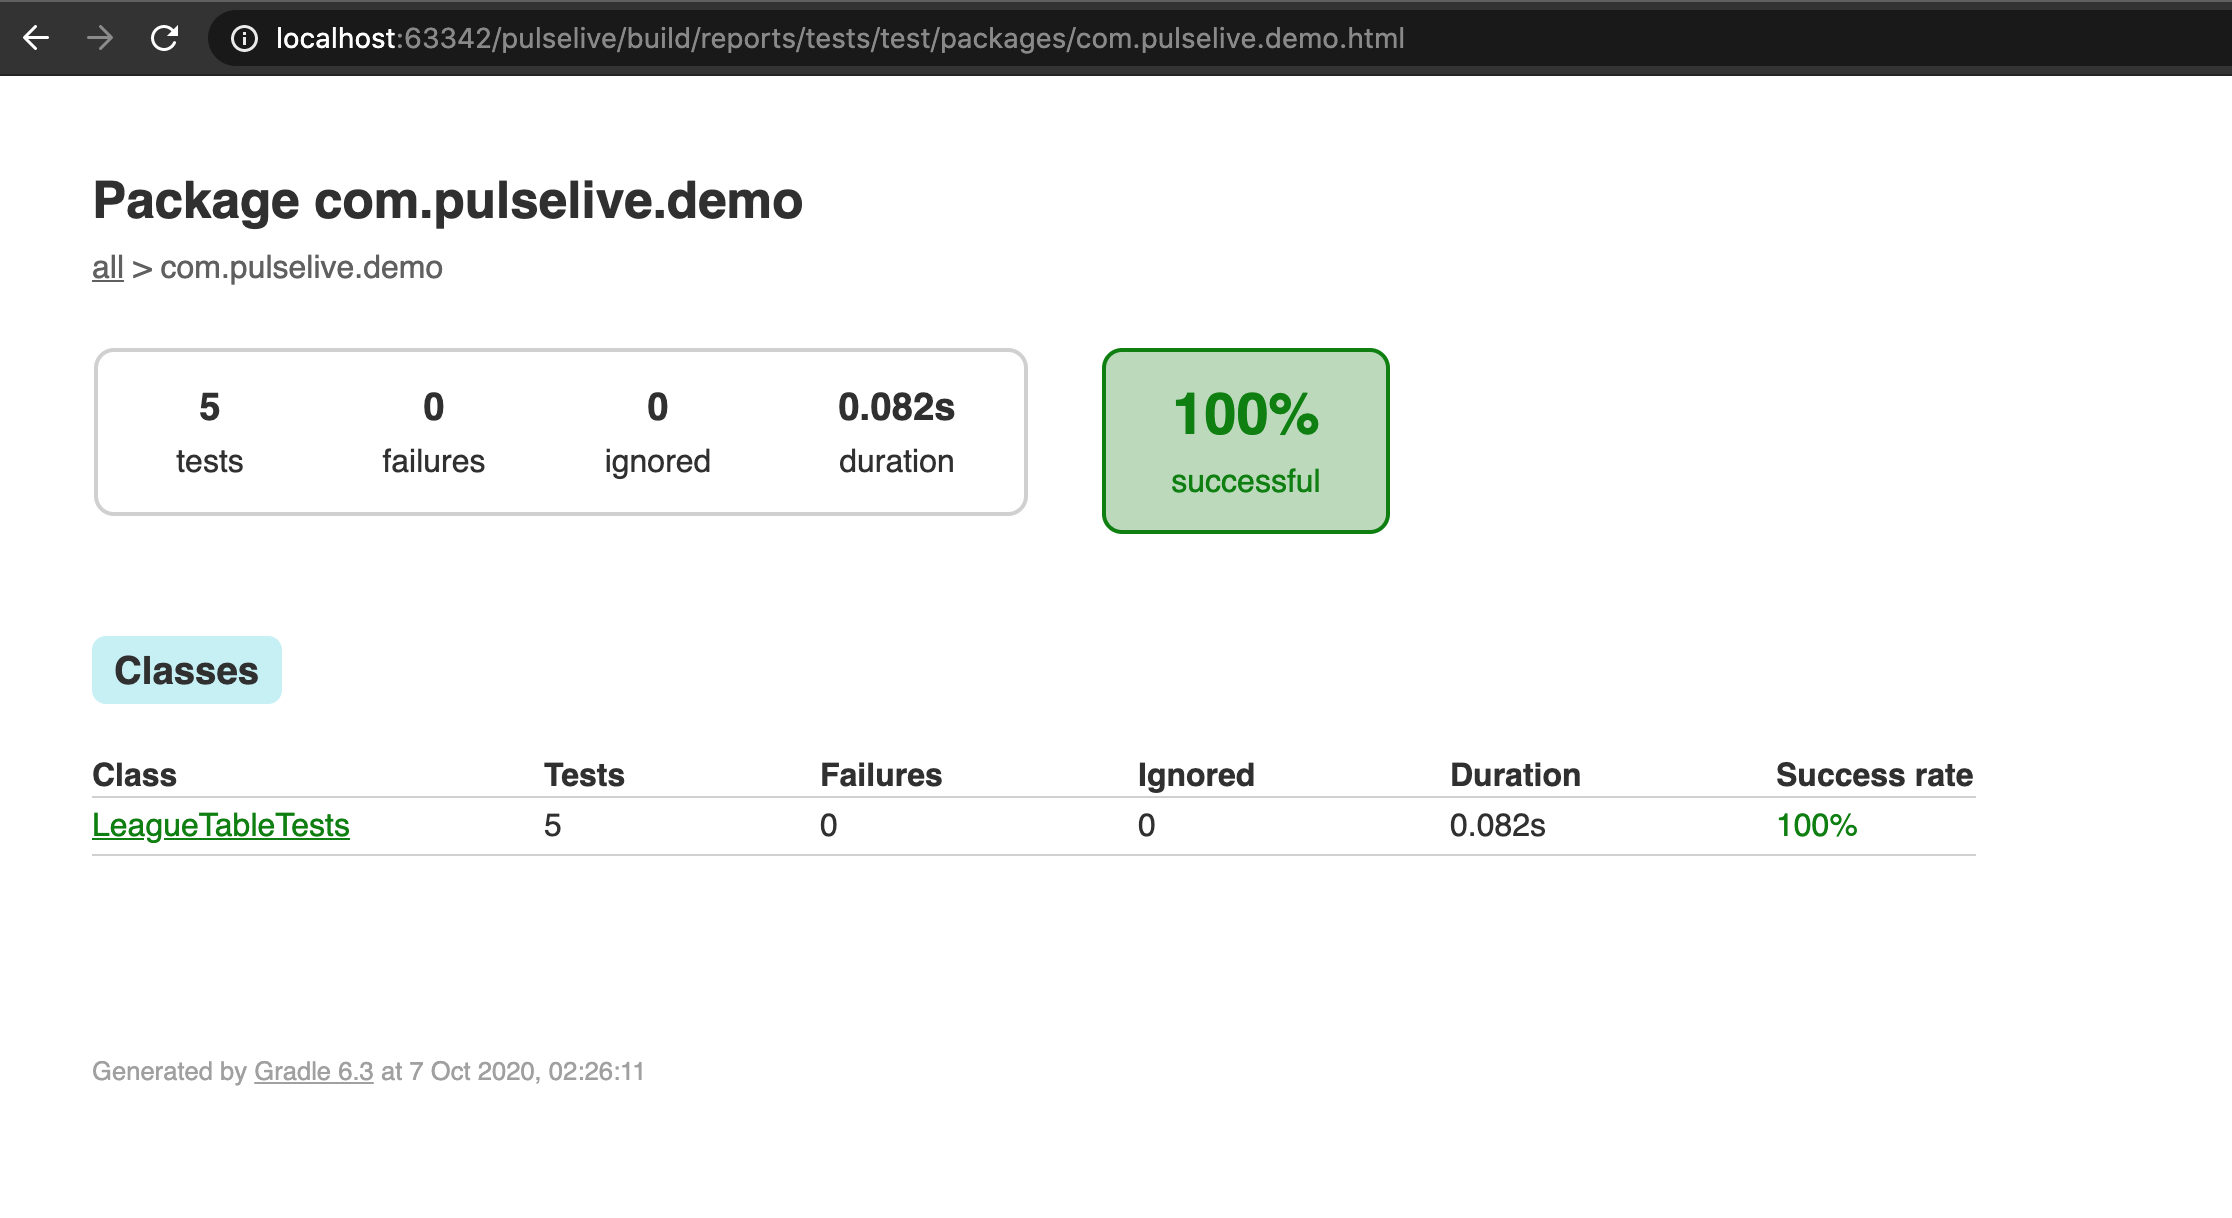 localhost:63342/pulselive/build/reports/tests/test/packages/com.pulselive.demo.html
Package com.pulselive.demo
all > com.pulselive.demo
5 0 0 0.082s 100%
tests failures ignored duration successful
Classes
Class Tests Failures Ignored Duration Success rate
LeagueTableTests 5 0 0 0.082s 100%
Generated by Gradle 6.3 at 7 Oct 2020, 02:26:11